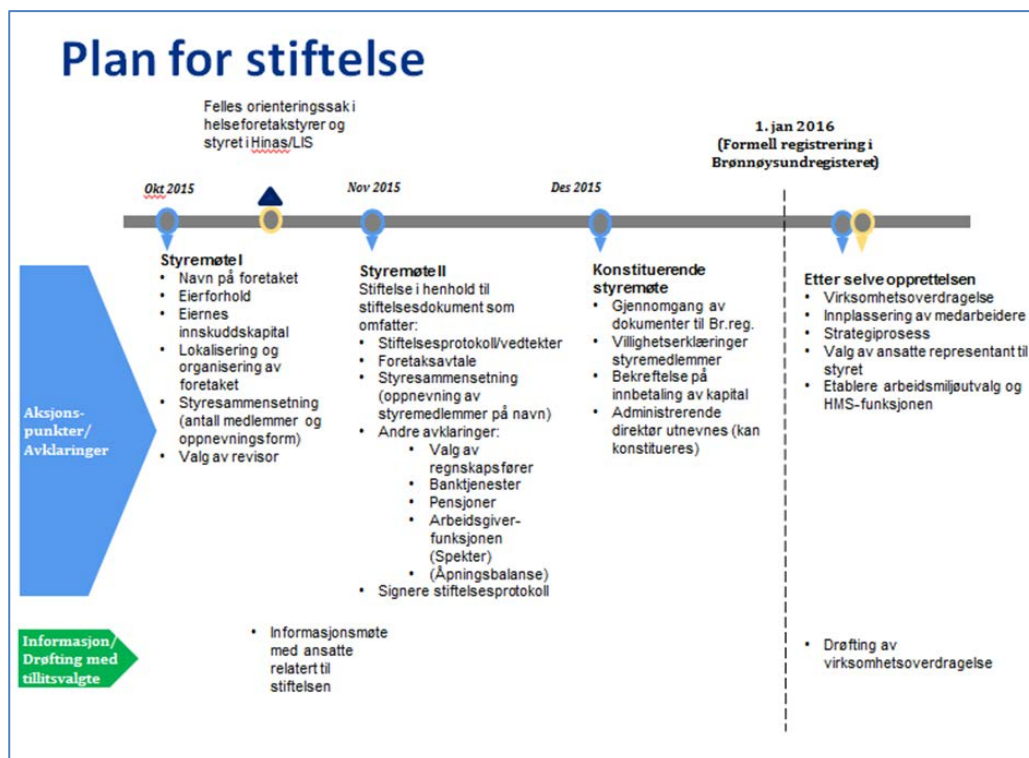 Plan for stiftelse
Felles orienteringssak i
helseforetakstyrer og
styret i Hinas/LIS
1. jan 2016
(Formell registrering i
Brønnøysundregisteret)
Okt 2015
Nov 2015
Des 2015
Styremøte I
• Navn på foretaket
• Eierforhold
• Eiernes
innskuddskapital
• Lokalisering og
organisering av
foretaket
• Styresammensetning
(antall medlemmer og
oppnevningsform)
• Valg av revisor
Styremøte II
Stiftelse i henhold til
stiftelsesdokument som
omfatter:
• Stiftelsesprotokoll/vedtekter
• Foretaksavtale
• Styresammensetning
(oppnevning av
styremedlemmer på navn)
• Andre avklaringer:
• Valg av
regnskapsfører
• Banktjenester
• Pensjoner
• Arbeidsgiver-
funksjonen
(Spekter)
• (Åpningsbalanse)
• Signere stiftelsesprotokoll
Konstituerende
styremøte
• Gjennomgang av
dokumenter til Br.reg.
• Villighetserklæringer
styremedlemmer
• Bekreftelse på
innbetaling av kapital
• Administrerende
direktør utnevnes (kan
konstitueres)
Etter selve opprettelsen
• Virksomhetsoverdragelse
• Innplassering av medarbeidere
• Strategiprosess
• Valg av ansatte representant til
styret
• Etablere arbeidsmiljøutvalg og
HMS-funksjonen
Aksjons-
punkter/
Avklaringer
Informasjon/
Drøfting med
tillitsvalgte
• Informasjonsmøte
med ansatte
relatert til
stiftelsen
• Drøfting av
virksomhetsoverdragelse